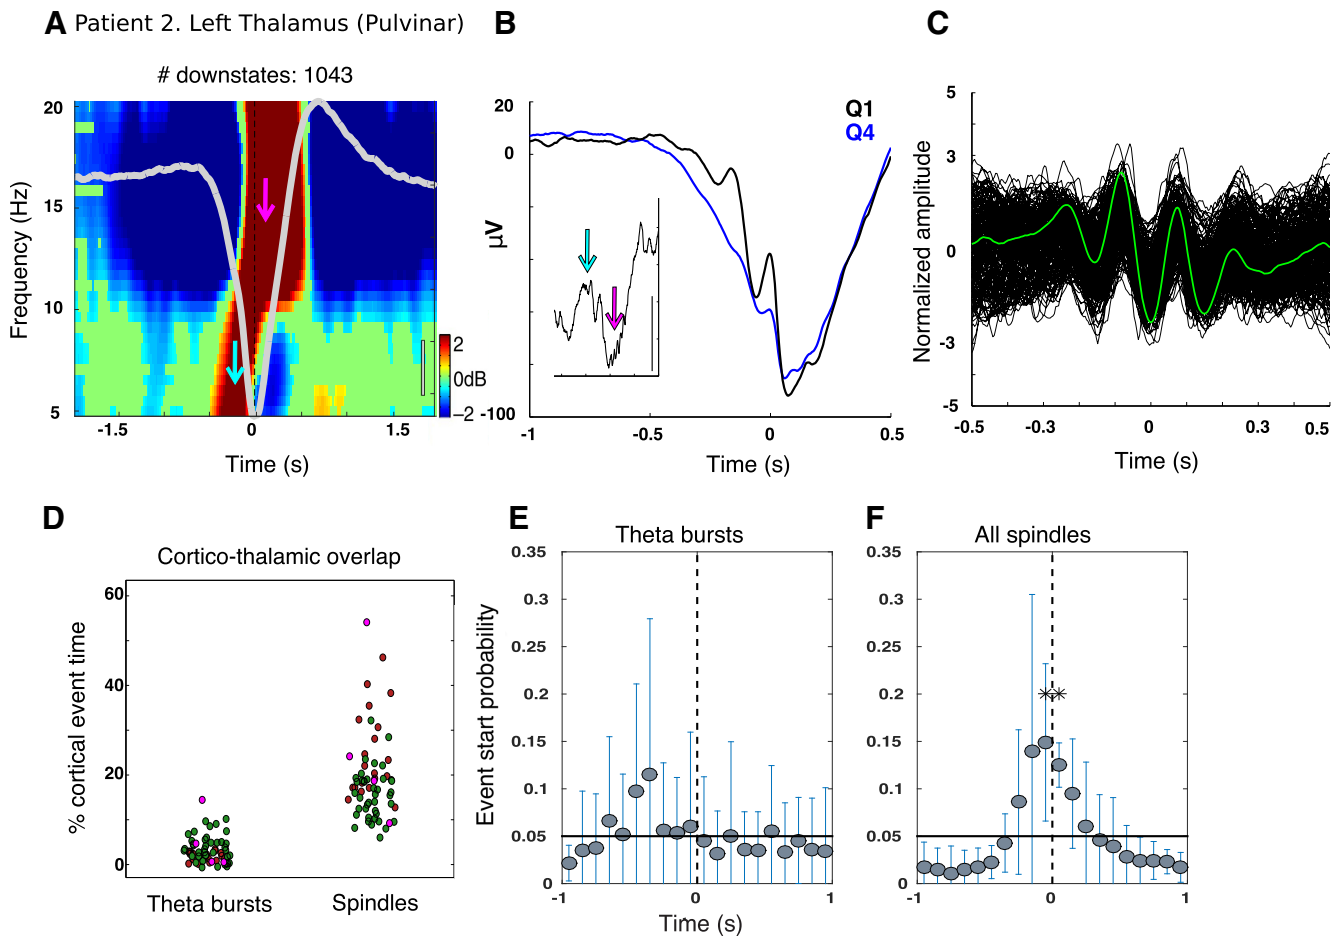 A Patient 2. Left Thalamus (Pulvinar)
# downstates: 1043
Frequency (Hz)
20
15
10
5
-1.5
0
1.5
Time (s)
2
0dB
−2
B
Q1
Q4
20
0
-100
µV
-1
-0.5
0
0.5
Time (s)
C
Normalized amplitude
5
3
0
-3
-5
-0.5
-0.3
0
0.3
0.5
Time (s)
D
Cortico-thalamic overlap
% cortical event time
60
40
20
0
Theta bursts
Spindles
E
Theta bursts
Event start probability
0.35
0.3
0.25
0.2
0.15
0.1
0.05
0
-1
0
1
Time (s)
F
All spindles
0.35
0.3
0.25
0.2
0.15
0.1
0.05
0
-1
0
1